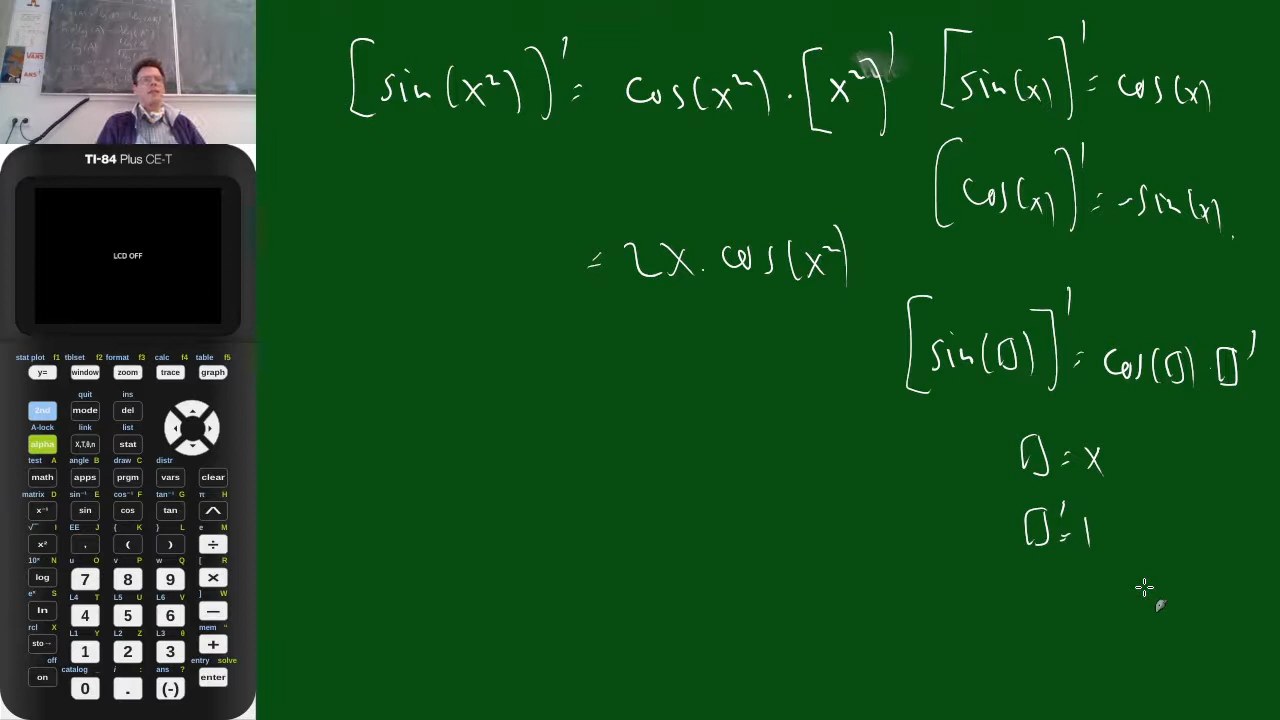 [sin(x²)]' = cos(x²) · [x²]'
= 2x · cos(x²)
[sin(x)]' = cos(x)
[cos(x)]' = -sin(x).
[sin(▯)]' = cos(▯) · ▯'
▯ = x
▯' = 1
VANS
ANS
TI-84 Plus CE-T
LCD OFF
stat plot f1 tblset f2 format f3 calc f4 table f5
y= window zoom trace graph
quit ins
2nd mode del
A-lock link list
alpha X,T,θ,n stat
test A angle B draw C distr
math apps prgm vars clear
matrix D sin⁻¹ E cos⁻¹ F tan⁻¹ G π H
x⁻¹ sin cos tan ^
√ I EE J { K } L e M
x² , ( ) ÷
10ˣ N u O v P w Q [ R
log 7 8 9 ×
eˣ S L4 T L5 U L6 V ] W
ln 4 5 6 —
rcl X L1 Y L2 Z L3 θ mem "
sto→ 1 2 3 +
off catalog _ i : ans ? entry solve
on 0 . (-) enter